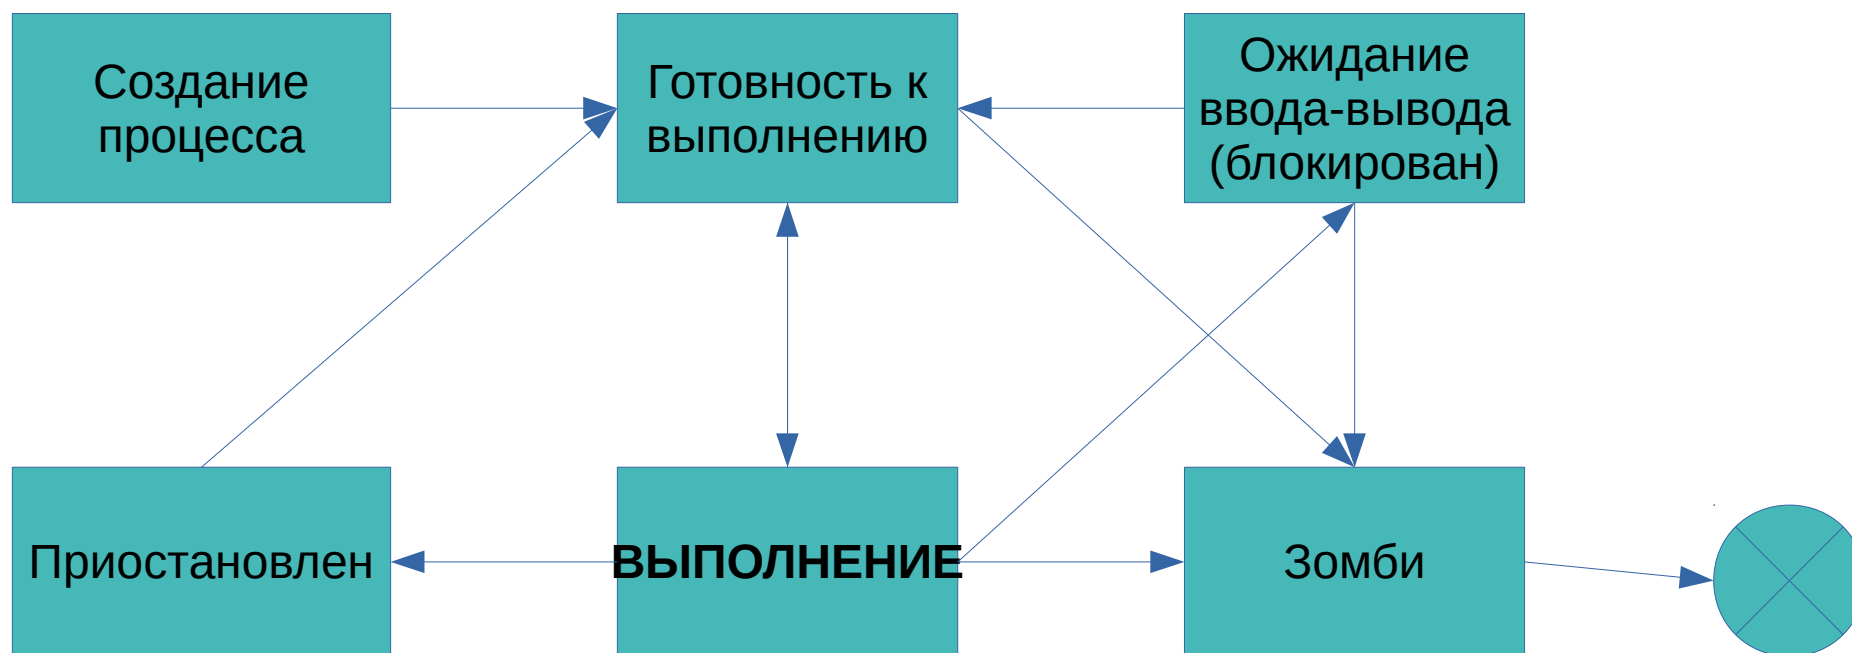 Создание
процесса
Готовность к
выполнению
Ожидание
ввода-вывода
(блокирован)
Приостановлен
ВЫПОЛНЕНИЕ
Зомби